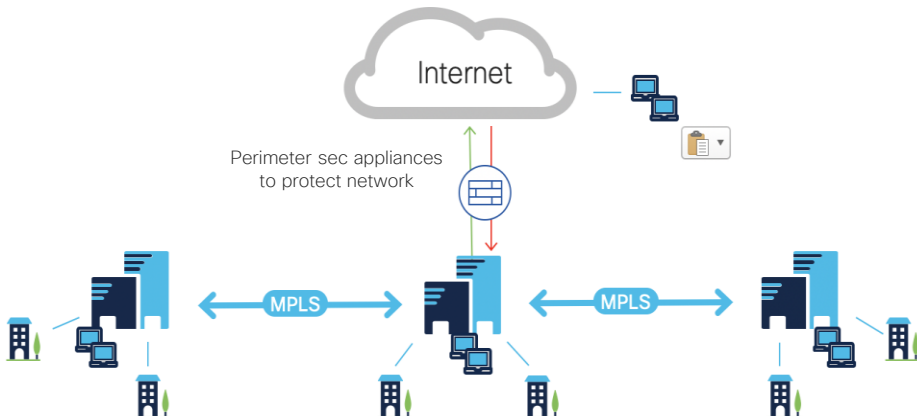 Internet
Perimeter sec appliances
to protect network
MPLS
MPLS